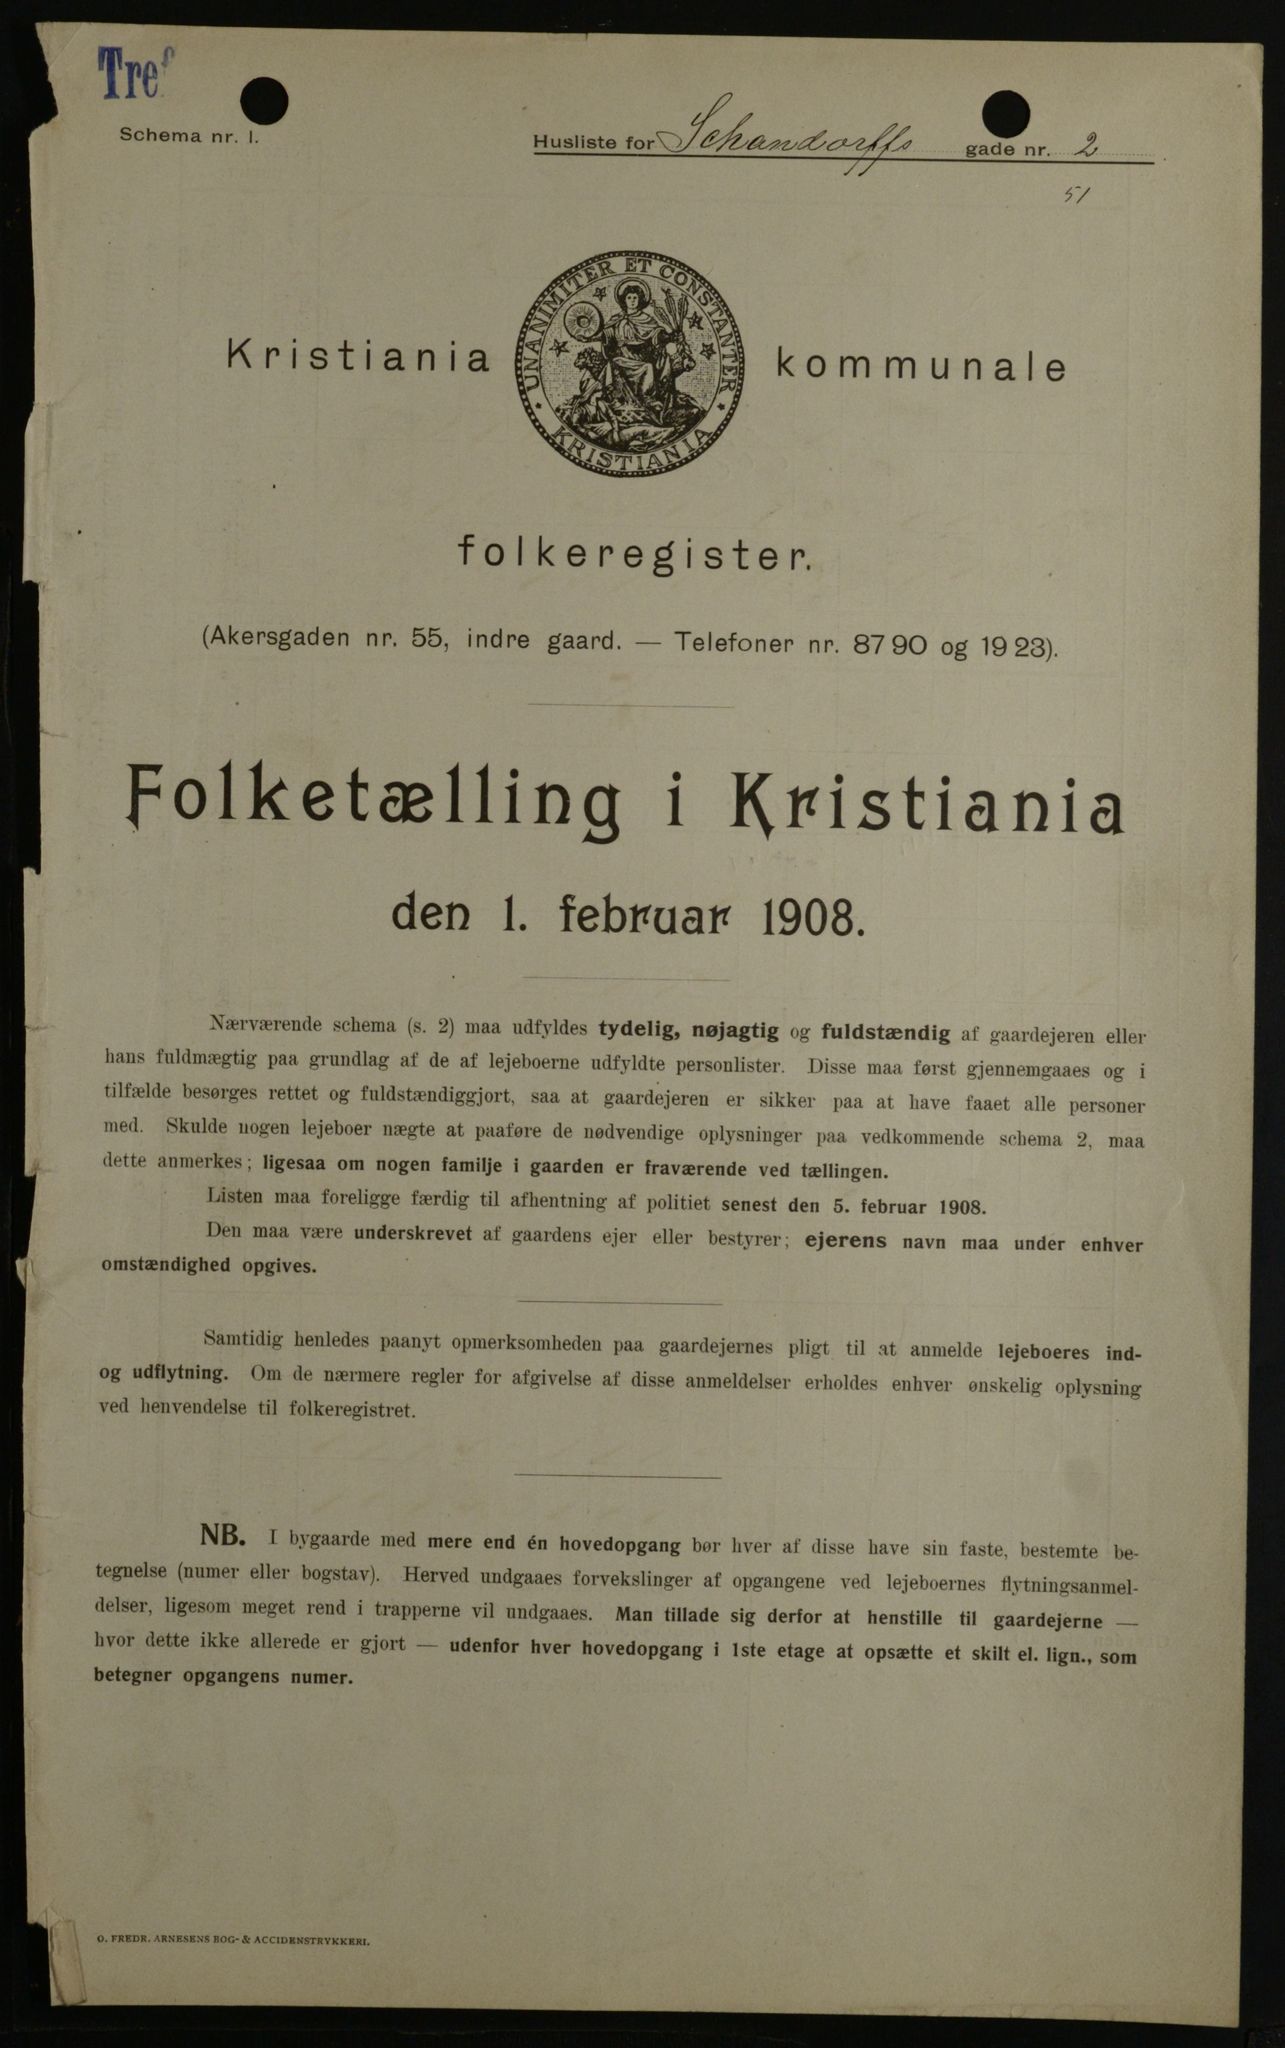 Tref
Schema nr. 1.
Husliste for Schandorffs gade nr. 2
51
UNANIMITER ET CONSTANTER
KRISTIANIA
Kristiania kommunale
folkeregister.
(Akersgaden nr. 55, indre gaard. — Telefoner nr. 8790 og 1923).
Folketælling i Kristiania
den 1. februar 1908.
Nærværende schema (s. 2) maa udfyldes tydelig, nøjagtig og fuldstændig af gaardejeren eller
hans fuldmægtig paa grundlag af de af lejeboerne udfyldte personlister. Disse maa først gjennemgaaes og i
tilfælde besørges rettet og fuldstændiggjort, saa at gaardejeren er sikker paa at have faaet alle personer
med. Skulde nogen lejeboer nægte at paaføre de nødvendige oplysninger paa vedkommende schema 2, maa
dette anmerkes; ligesaa om nogen familje i gaarden er fraværende ved tællingen.
Listen maa foreligge færdig til afhentning af politiet senest den 5. februar 1908.
Den maa være underskrevet af gaardens ejer eller bestyrer; ejerens navn maa under enhver
omstændighed opgives.
Samtidig henledes paanyt opmerksomheden paa gaardejernes pligt til at anmelde lejeboeres ind-
og udflytning. Om de nærmere regler for afgivelse af disse anmeldelser erholdes enhver ønskelig oplysning
ved henvendelse til folkeregistret.
NB. I bygaarde med mere end én hovedopgang bør hver af disse have sin faste, bestemte be-
tegnelse (numer eller bogstav). Herved undgaaes forvekslinger af opgangene ved lejeboernes flytningsanmel-
delser, ligesom meget rend i trapperne vil undgaaes. Man tillade sig derfor at henstille til gaardejerne —
hvor dette ikke allerede er gjort — udenfor hver hovedopgang i 1ste etage at opsætte et skilt el. lign., som
betegner opgangens numer.
O. FREDR. ARNESENS BOG- & ACCIDENSTRYKKERI.